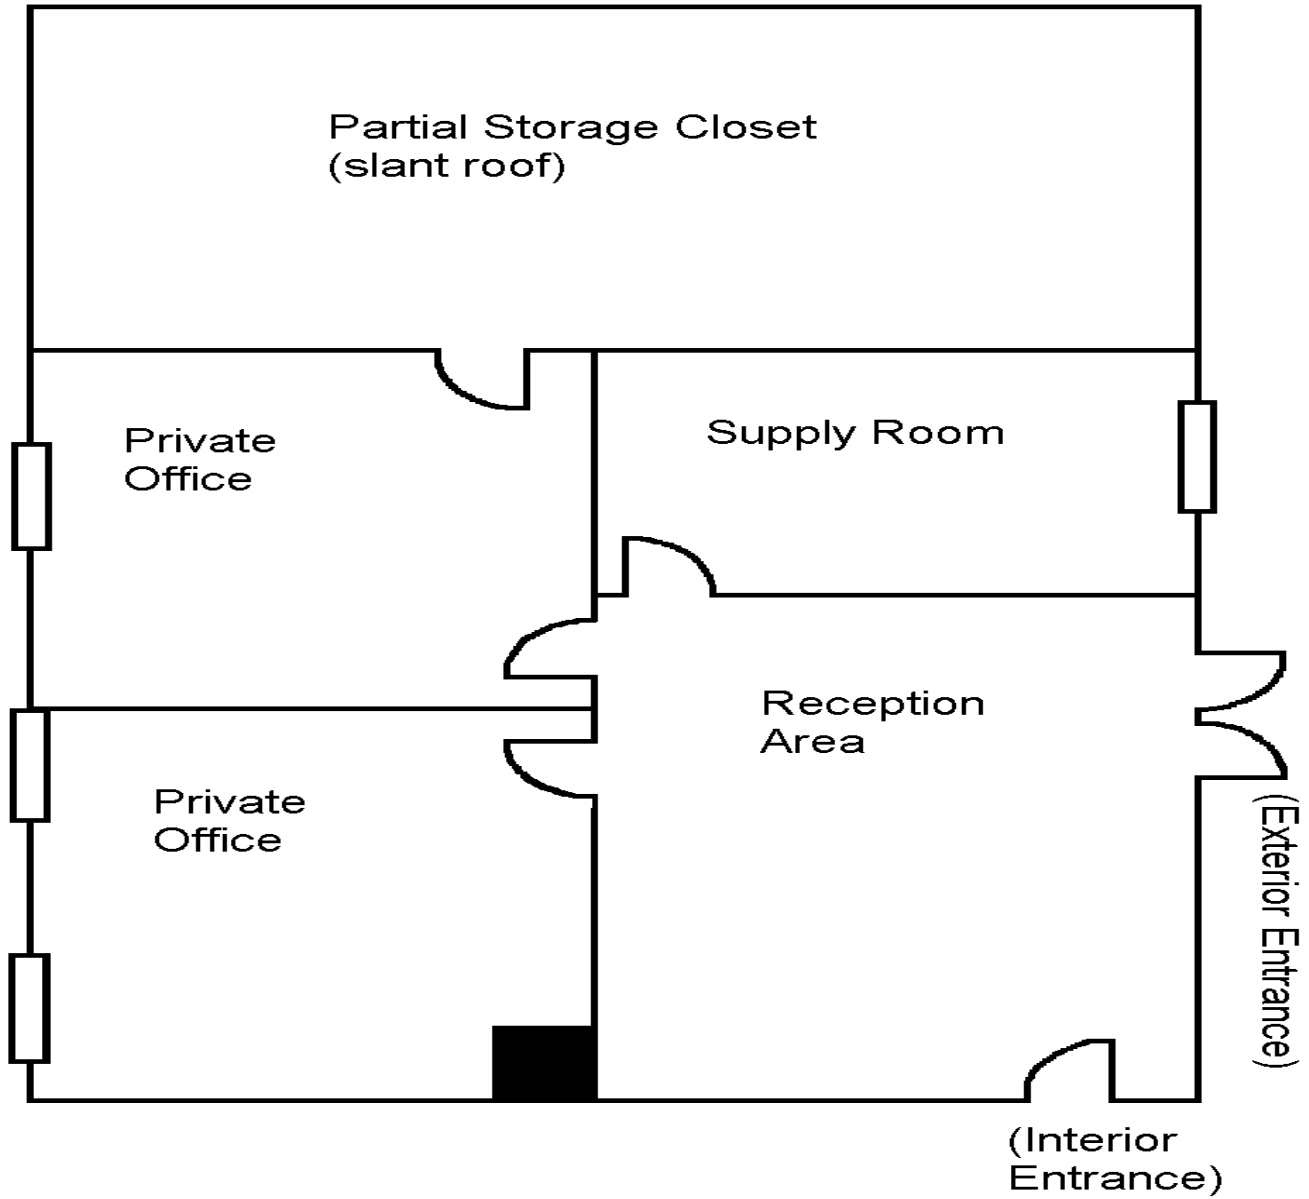 Partial Storage Closet
(slant roof)
Private
Office
Supply Room
Reception
Area
Private
Office
(Exterior Entrance)
(Interior
Entrance)